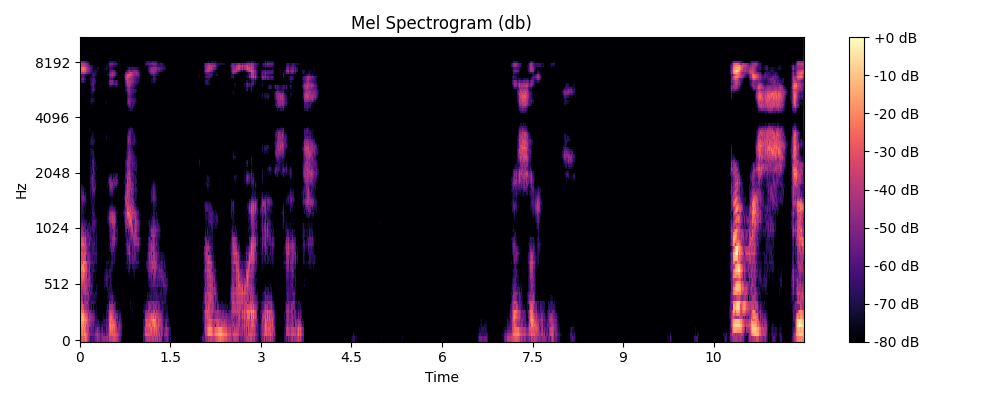 Mel Spectrogram (db)
Hz
8192
4096
2048
1024
512
0
0 1.5 3 4.5 6 7.5 9 10
Time
+0 dB
-10 dB
-20 dB
-30 dB
-40 dB
-50 dB
-60 dB
-70 dB
-80 dB